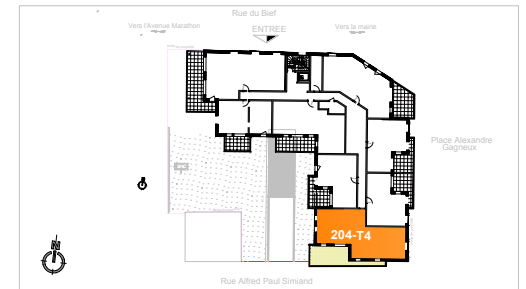 Rue du Bief
Vers l'Avenue Marathon
Vers la mairie
ENTREE
Place Alexandre
Gagneux
204-T4
N
Rue Alfred Paul Simiand